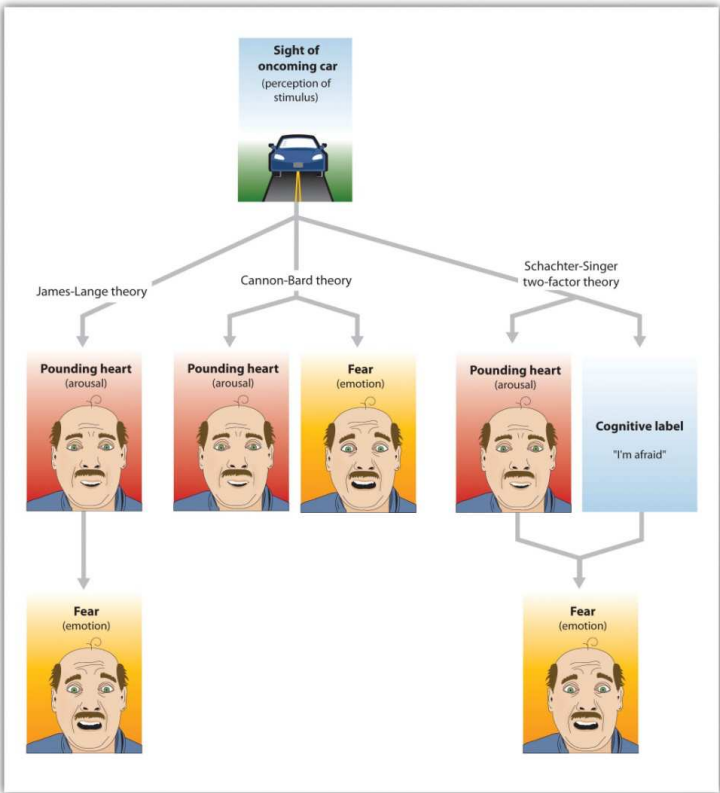 Sight of
oncoming car
(perception of
stimulus)
James-Lange theory
Cannon-Bard theory
Schachter-Singer
two-factor theory
Pounding heart
(arousal)
Pounding heart
(arousal)
Fear
(emotion)
Pounding heart
(arousal)
Cognitive label
"I'm afraid"
Fear
(emotion)
Fear
(emotion)